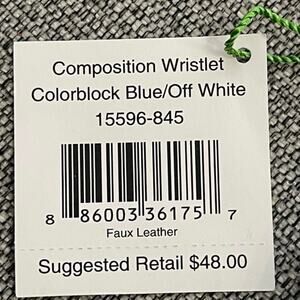 Composition Wristlet
Colorblock Blue/Off White
15596-845
8 86003 36175 7
Faux Leather
Suggested Retail $48.00